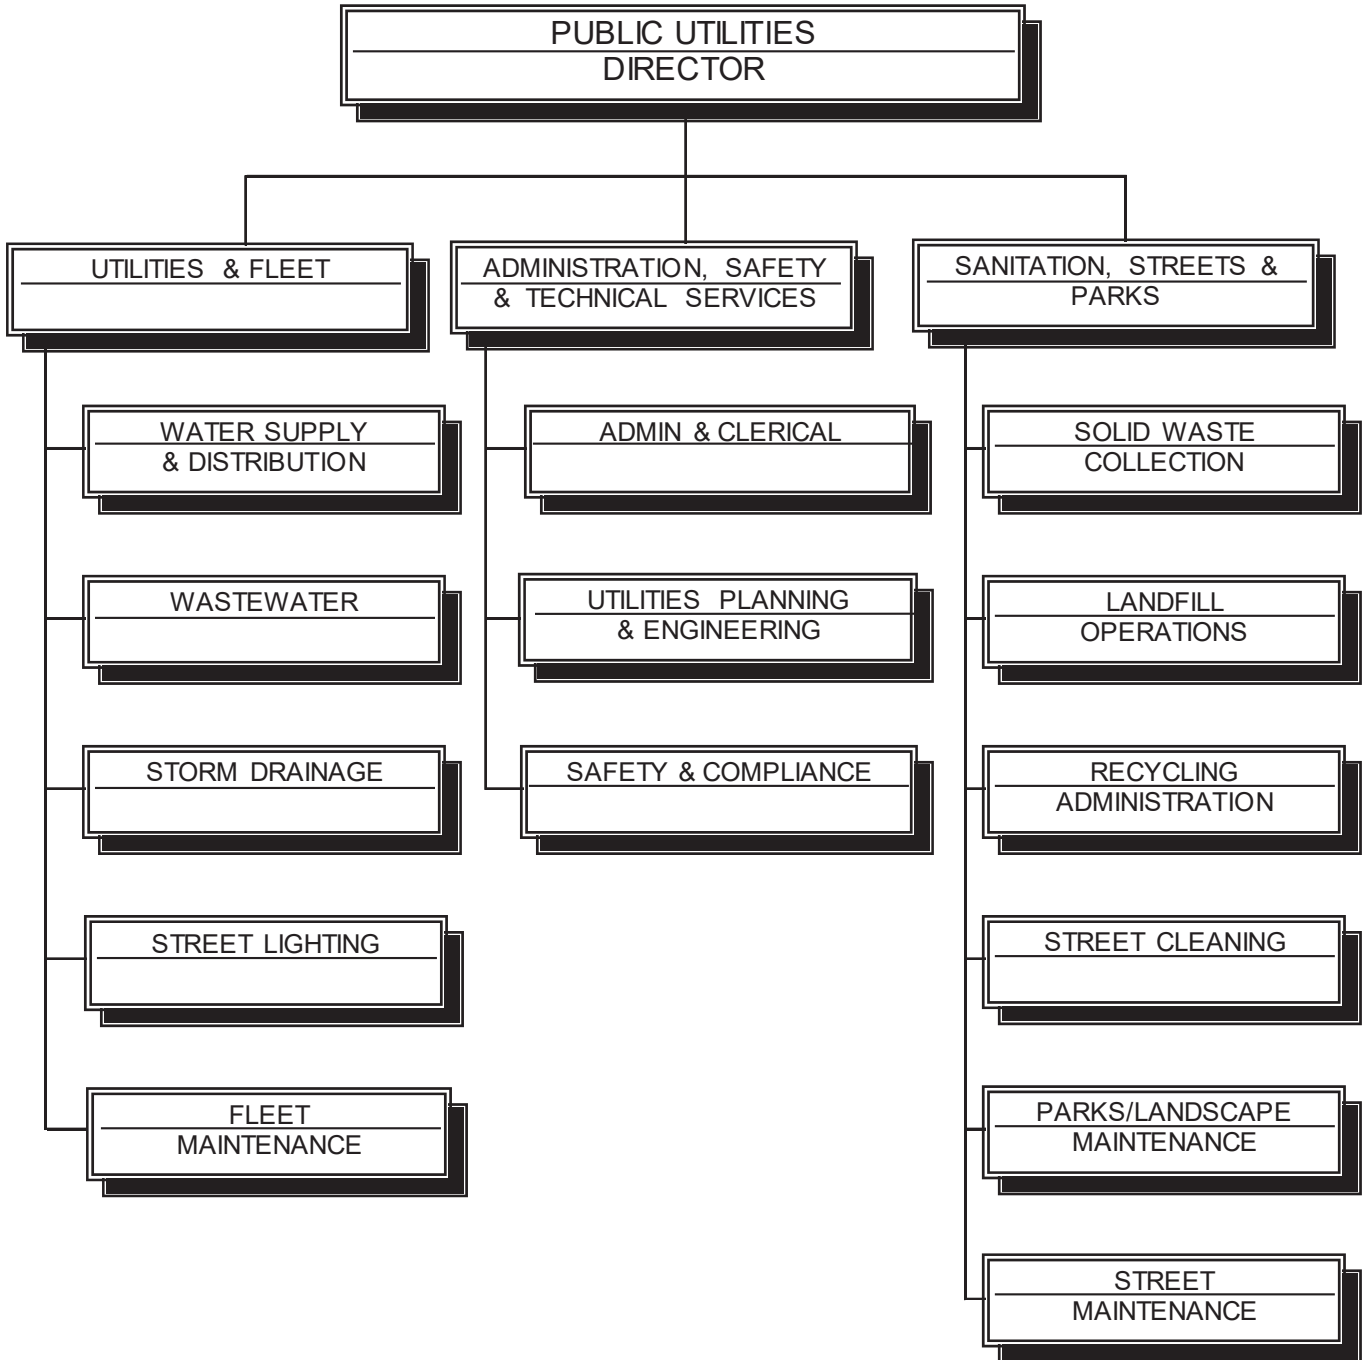 PUBLIC UTILITIES
DIRECTOR
UTILITIES & FLEET
ADMINISTRATION, SAFETY
& TECHNICAL SERVICES
SANITATION, STREETS &
PARKS
WATER SUPPLY
& DISTRIBUTION
WASTEWATER
STORM DRAINAGE
STREET LIGHTING
FLEET
MAINTENANCE
ADMIN & CLERICAL
UTILITIES PLANNING
& ENGINEERING
SAFETY & COMPLIANCE
SOLID WASTE
COLLECTION
LANDFILL
OPERATIONS
RECYCLING
ADMINISTRATION
STREET CLEANING
PARKS/LANDSCAPE
MAINTENANCE
STREET
MAINTENANCE